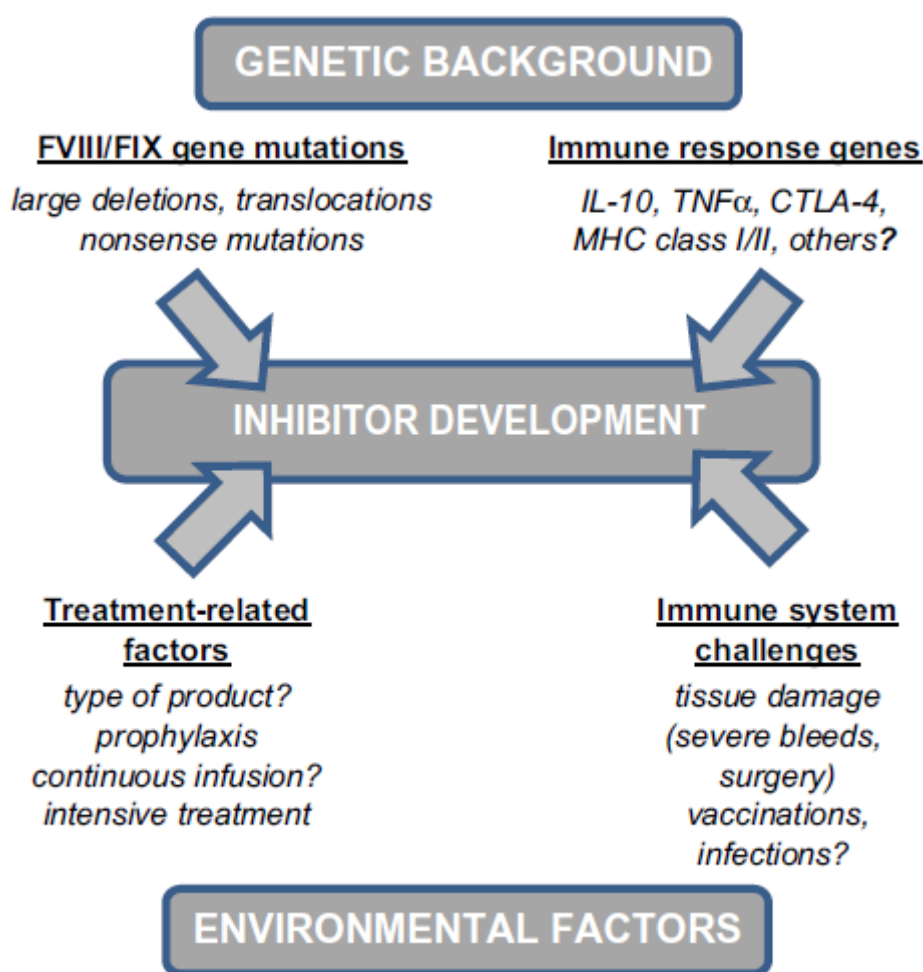 GENETIC BACKGROUND
FVIII/FIX gene mutations
large deletions, translocations
nonsense mutations
Immune response genes
IL-10, TNFα, CTLA-4,
MHC class I/II, others?
INHIBITOR DEVELOPMENT
Treatment-related
factors
type of product?
prophylaxis
continuous infusion?
intensive treatment
Immune system
challenges
tissue damage
(severe bleeds,
surgery)
vaccinations,
infections?
ENVIRONMENTAL FACTORS